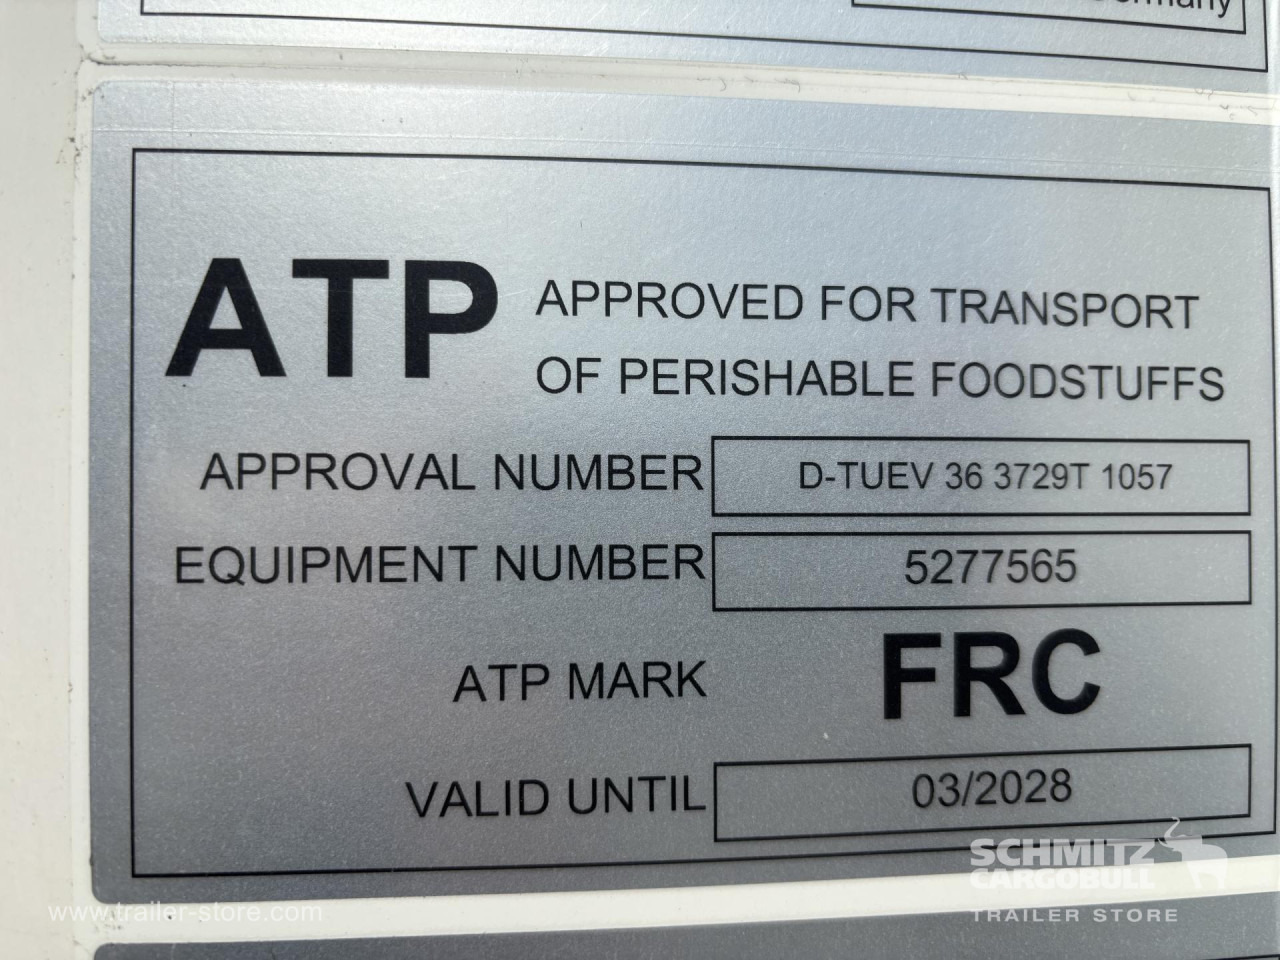 ATP
APPROVED FOR TRANSPORT
OF PERISHABLE FOODSTUFFS
APPROVAL NUMBER D-TUEV 36 3729T 1057
EQUIPMENT NUMBER 5277565
ATP MARK FRC
VALID UNTIL 03/2028
SCHMITZ
CARGOBULL
TRAILER STORE
www.trailer-store.com